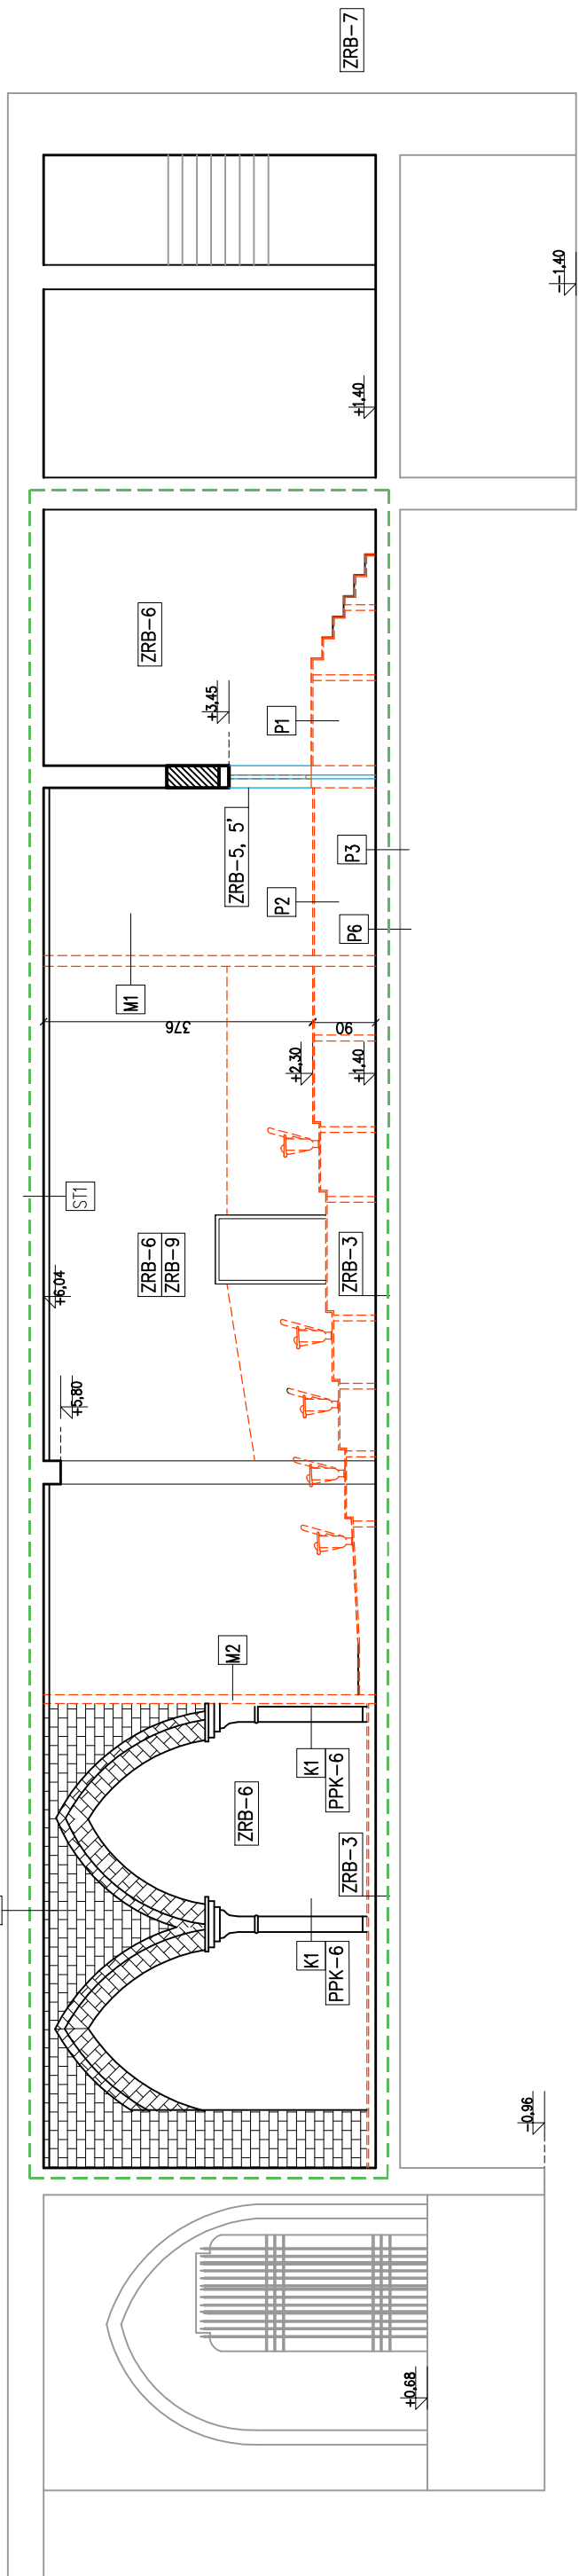 ZRB-7
-1,40
+1,40
ZRB-6
+3,45
P1
ZRB-5, 5'
P3
P2
P6
M1
376
90
+2,30
+1,40
ST1
ZRB-6
ZRB-9
ZRB-3
+6,04
+5,80
M2
K1
PPK-6
ZRB-6
ZRB-3
K1
PPK-6
-0,96
+0,68